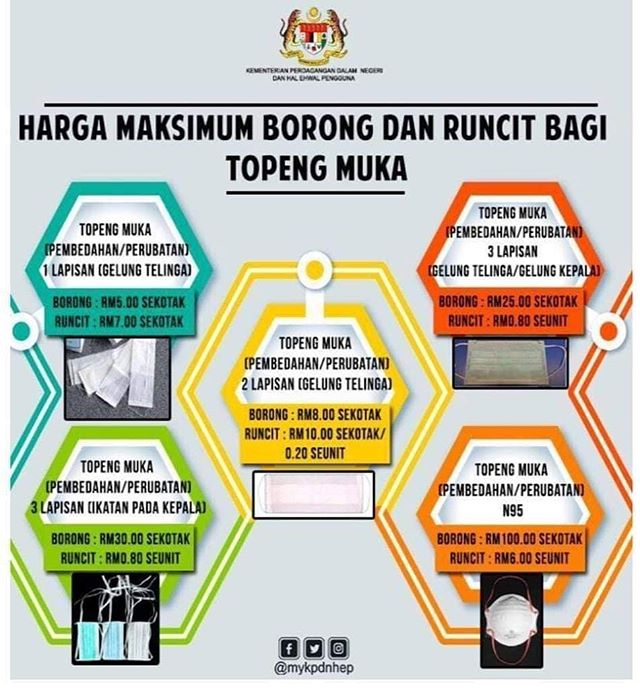 KEMENTERIAN PERDAGANGAN DALAM NEGERI
DAN HAL EHWAL PENGGUNA
HARGA MAKSIMUM BORONG DAN RUNCIT BAGI
TOPENG MUKA
TOPENG MUKA
(PEMBEDAHAN/PERUBATAN)
1 LAPISAN (GELUNG TELINGA)
BORONG : RM5.00 SEKOTAK
RUNCIT : RM7.00 SEKOTAK
TOPENG MUKA
(PEMBEDAHAN/PERUBATAN)
3 LAPISAN
(GELUNG TELINGA/GELUNG KEPALA)
BORONG : RM25.00 SEKOTAK
RUNCIT : RM0.80 SEUNIT
TOPENG MUKA
(PEMBEDAHAN/PERUBATAN)
2 LAPISAN (GELUNG TELINGA)
BORONG : RM8.00 SEKOTAK
RUNCIT : RM10.00 SEKOTAK/
0.20 SEUNIT
TOPENG MUKA
(PEMBEDAHAN/PERUBATAN)
3 LAPISAN (IKATAN PADA KEPALA)
BORONG : RM30.00 SEKOTAK
RUNCIT : RM0.80 SEUNIT
TOPENG MUKA
(PEMBEDAHAN/PERUBATAN)
N95
BORONG : RM100.00 SEKOTAK
RUNCIT : RM6.00 SEUNIT
@mykpdnhep